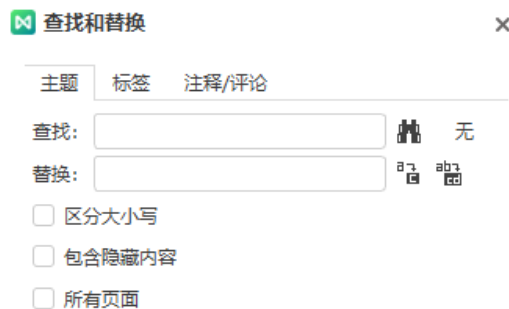 查找和替换
主题 标签 注释/评论
查找: 无
替换:
区分大小写
包含隐藏内容
所有页面